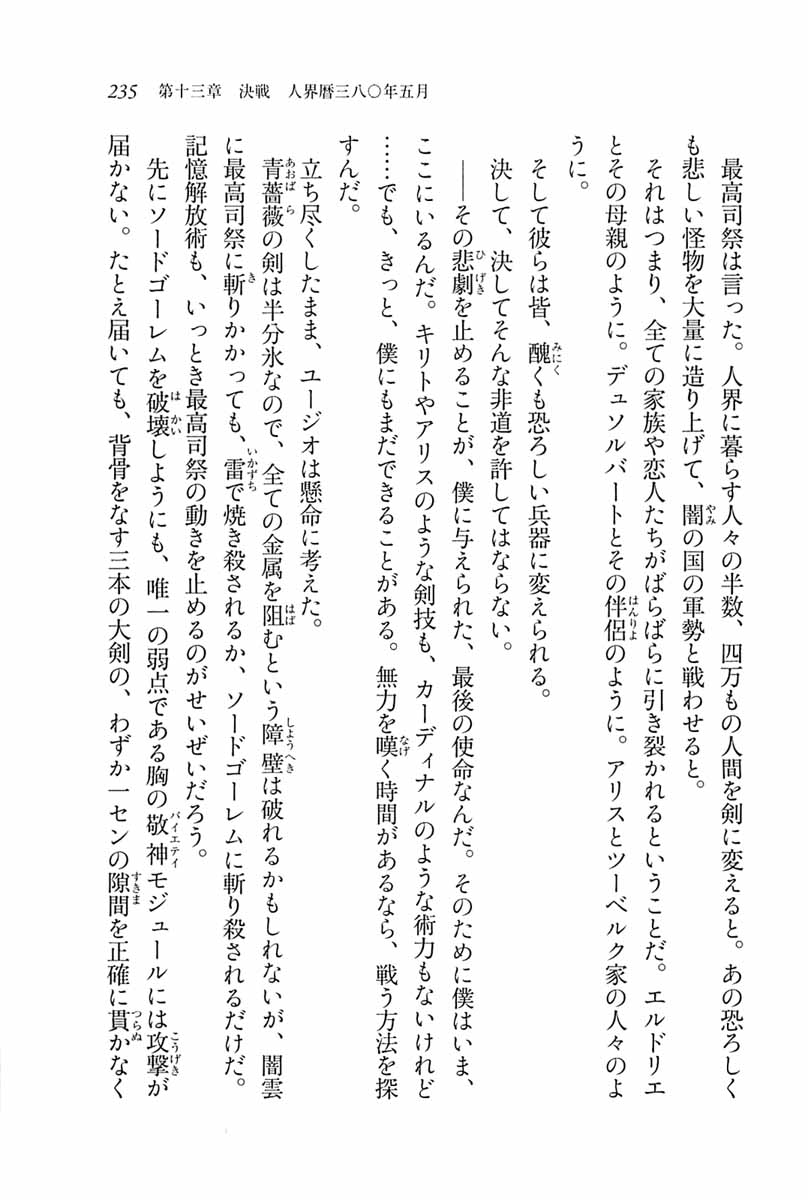 235 第十三章 決戦 人界暦三八〇年五月
最高司祭は言った。人界に暮らす人々の半数、四万もの人間を剣に変えると。あの恐ろしく
も悲しい怪物を大量に造り上げて、闇の国の軍勢と戦わせると。
それはつまり、全ての家族や恋人たちがばらばらに引き裂かれるということだ。エルドリエ
とその母親のように。デュソルバートとその伴侶のように。アリスとツーベルク家の人々のよ
うに。
そして彼らは皆、醜くも恐ろしい兵器に変えられる。
決して、決してそんな非道を許してはならない。
――その悲劇を止めることが、僕に与えられた、最後の使命なんだ。そのために僕はいま、
ここにいるんだ。キリトやアリスのような剣技も、カーディナルのような術力もないけれど
……でも、きっと、僕にもまだできることがある。無力を嘆く時間があるなら、戦う方法を探
すんだ。
立ち尽くしたまま、ユージオは懸命に考えた。
青薔薇の剣は半分氷なので、全ての金属を阻むという障壁は破れるかもしれないが、闇雲
に最高司祭に斬りかかっても、雷で焼き殺されるか、ソードゴーレムに斬り殺されるだけだ。
記憶解放術も、いっとき最高司祭の動きを止めるのがせいぜいだろう。
先にソードゴーレムを破壊しようにも、唯一の弱点である胸の敬神モジュールには攻撃が
届かない。たとえ届いても、背骨をなす三本の大剣の、わずか一センの隙間を正確に貫かなく